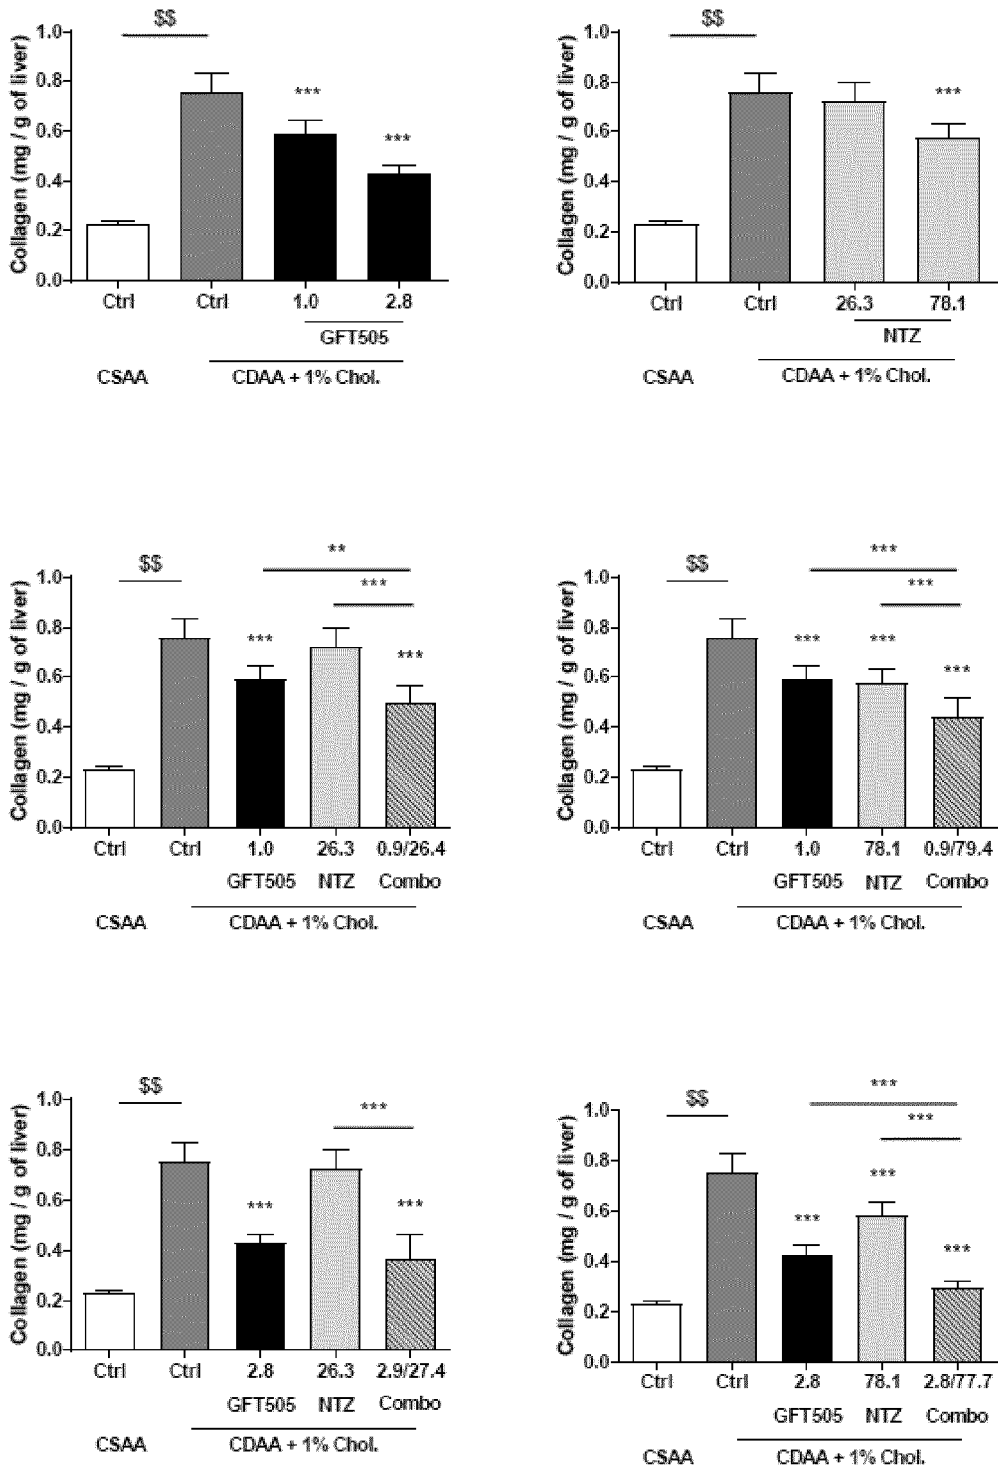 $$
1.0
0.8
0.6
0.4
0.2
0.0
Collagen (mg / g of liver)
***
***
Ctrl Ctrl 1.0 2.8
GFT505
CSAA CDAA + 1% Chol.
$$
1.0
0.8
0.6
0.4
0.2
0.0
Collagen (mg / g of liver)
***
Ctrl Ctrl 26.3 78.1
NTZ
CSAA CDAA + 1% Chol.
**
$$ ***
1.0
0.8
0.6
0.4
0.2
0.0
Collagen (mg / g of liver)
***
***
Ctrl Ctrl 1.0 26.3 0.9/26.4
GFT505 NTZ Combo
CSAA CDAA + 1% Chol.
***
$$ ***
1.0
0.8
0.6
0.4
0.2
0.0
Collagen (mg / g of liver)
*** ***
***
Ctrl Ctrl 1.0 78.1 0.9/79.4
GFT505 NTZ Combo
CSAA CDAA + 1% Chol.
$$ ***
1.0
0.8
0.6
0.4
0.2
0.0
Collagen (mg / g of liver)
*** ***
Ctrl Ctrl 2.8 26.3 2.9/27.4
GFT505 NTZ Combo
CSAA CDAA + 1% Chol.
***
$$ ***
1.0
0.8
0.6
0.4
0.2
0.0
Collagen (mg / g of liver)
***
***
***
Ctrl Ctrl 2.8 78.1 2.8/77.7
GFT505 NTZ Combo
CSAA CDAA + 1% Chol.